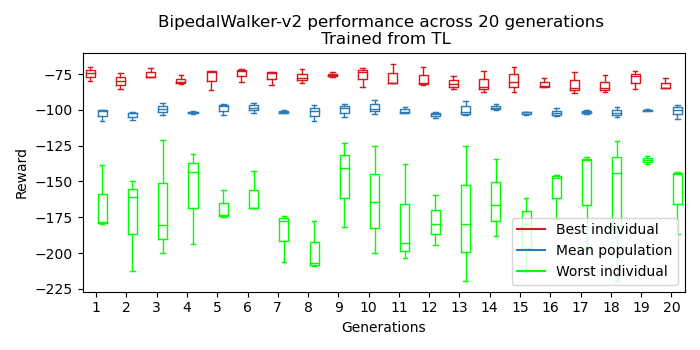 BipedalWalker-v2 performance across 20 generations
Trained from TL
Reward
−75
−100
−125
−150
−175
−200
−225
1 2 3 4 5 6 7 8 9 10 11 12 13 14 15 16 17 18 19 20
Generations
Best individual
Mean population
Worst individual